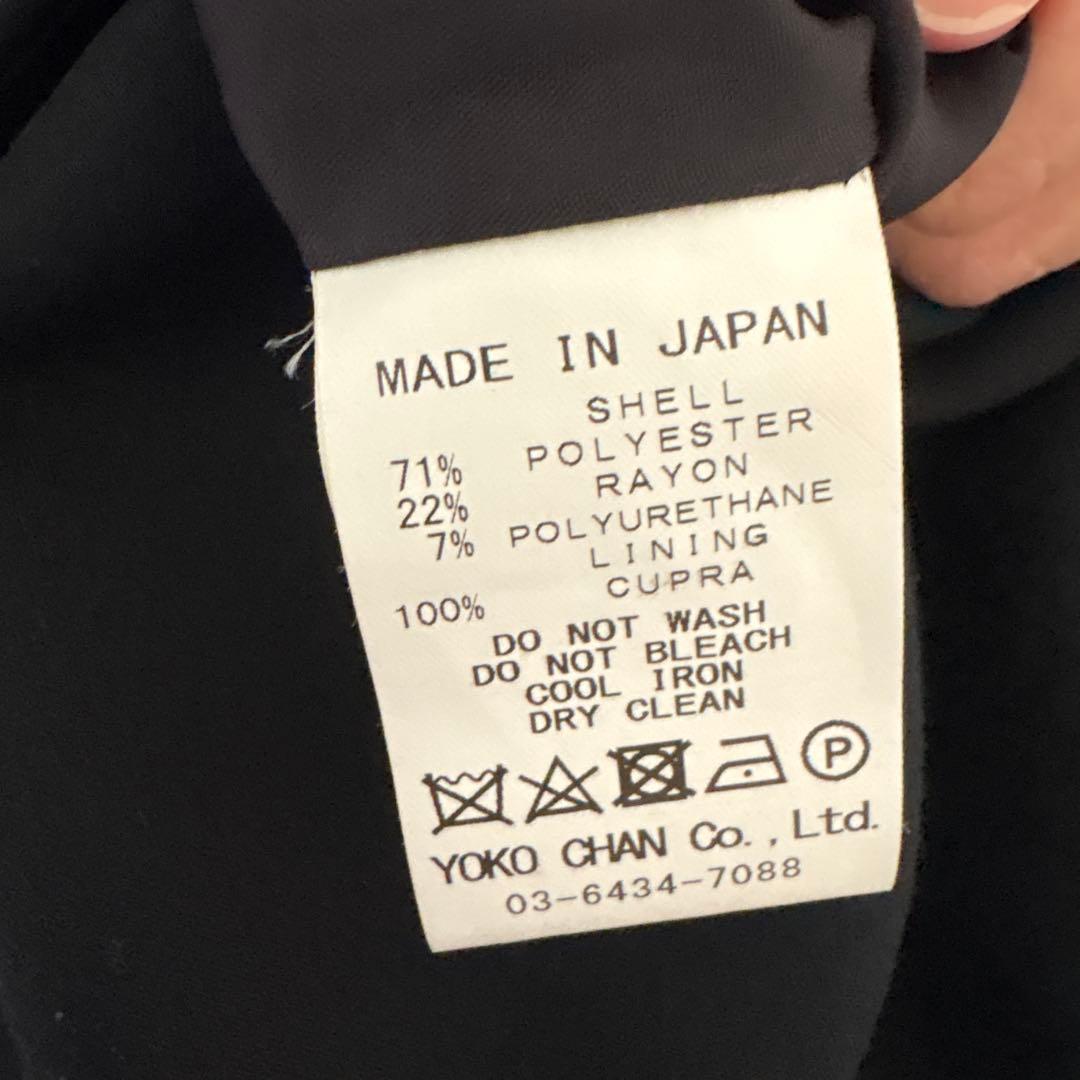 MADE IN JAPAN
SHELL
71% POLYESTER
22% RAYON
7% POLYURETHANE
LINING
100% CUPRA
DO NOT WASH
DO NOT BLEACH
COOL IRON
DRY CLEAN
P
YOKO CHAN Co., Ltd.
03-6434-7088